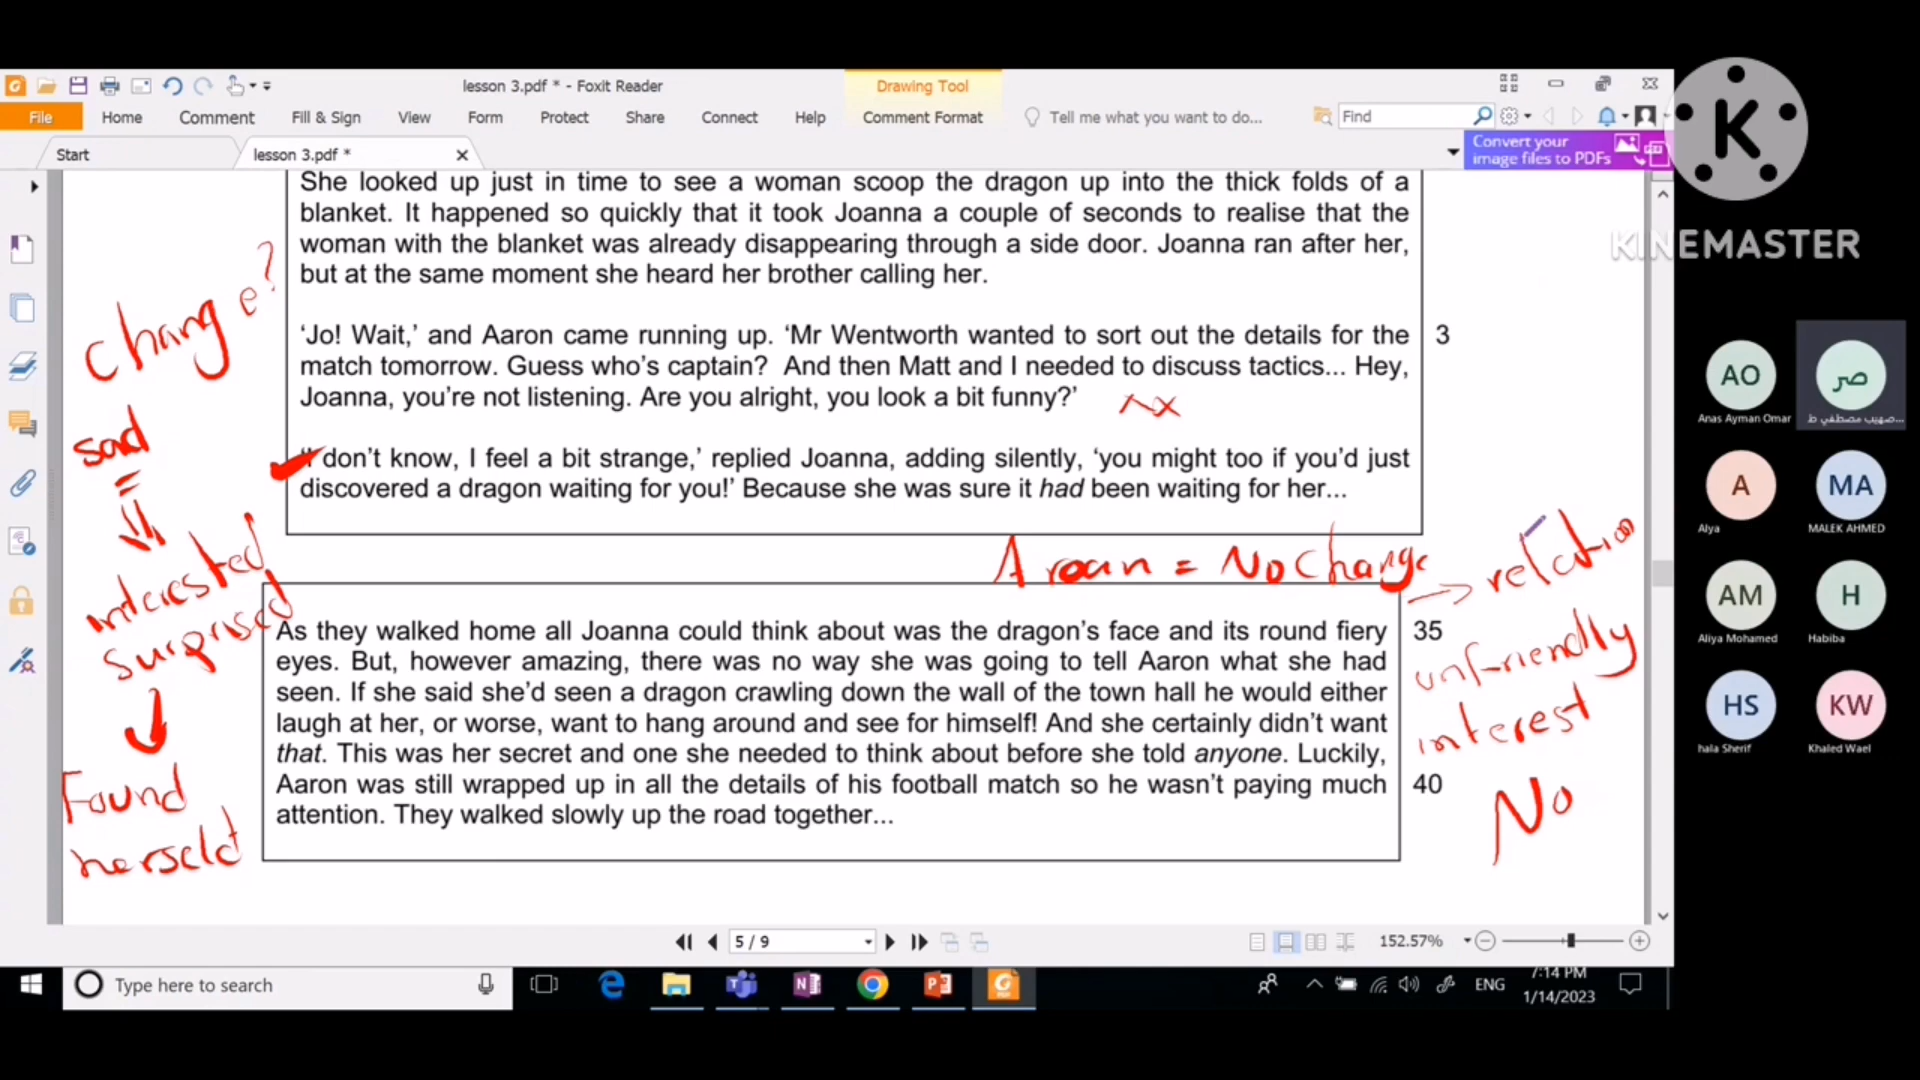 lesson 3.pdf * - Foxit Reader
Drawing Tool
File
Home
Comment
Fill & Sign
View
Form
Protect
Share
Connect
Help
Comment Format
Tell me what you want to do...
Find
Start
lesson 3.pdf *
Convert your
image files to PDFs
K
KINEMASTER
She looked up just in time to see a woman scoop the dragon up into the thick folds of a
blanket. It happened so quickly that it took Joanna a couple of seconds to realise that the
woman with the blanket was already disappearing through a side door. Joanna ran after her,
but at the same moment she heard her brother calling her.
‘Jo! Wait,’ and Aaron came running up. ‘Mr Wentworth wanted to sort out the details for the 3
match tomorrow. Guess who’s captain? And then Matt and I needed to discuss tactics... Hey,
Joanna, you’re not listening. Are you alright, you look a bit funny?’
‘I don’t know, I feel a bit strange,’ replied Joanna, adding silently, ‘you might too if you’d just
discovered a dragon waiting for you!’ Because she was sure it had been waiting for her...
change?
sad
interested
surprised
Found
herseld
Aroan = No Change
relation
unfriendly
interest
No
As they walked home all Joanna could think about was the dragon’s face and its round fiery 35
eyes. But, however amazing, there was no way she was going to tell Aaron what she had
seen. If she said she’d seen a dragon crawling down the wall of the town hall he would either
laugh at her, or worse, want to hang around and see for himself! And she certainly didn’t want
that. This was her secret and one she needed to think about before she told anyone. Luckily,
Aaron was still wrapped up in all the details of his football match so he wasn’t paying much 40
attention. They walked slowly up the road together...
AO
Anas Ayman Omar
صر
صهيب مصطفي ط...
A
Alya
MA
MALEK AHMED
AM
Aliya Mohamed
H
Habiba
HS
hala Sherif
KW
Khaled Wael
5 / 9
152.57%
Type here to search
ENG
7:14 PM
1/14/2023